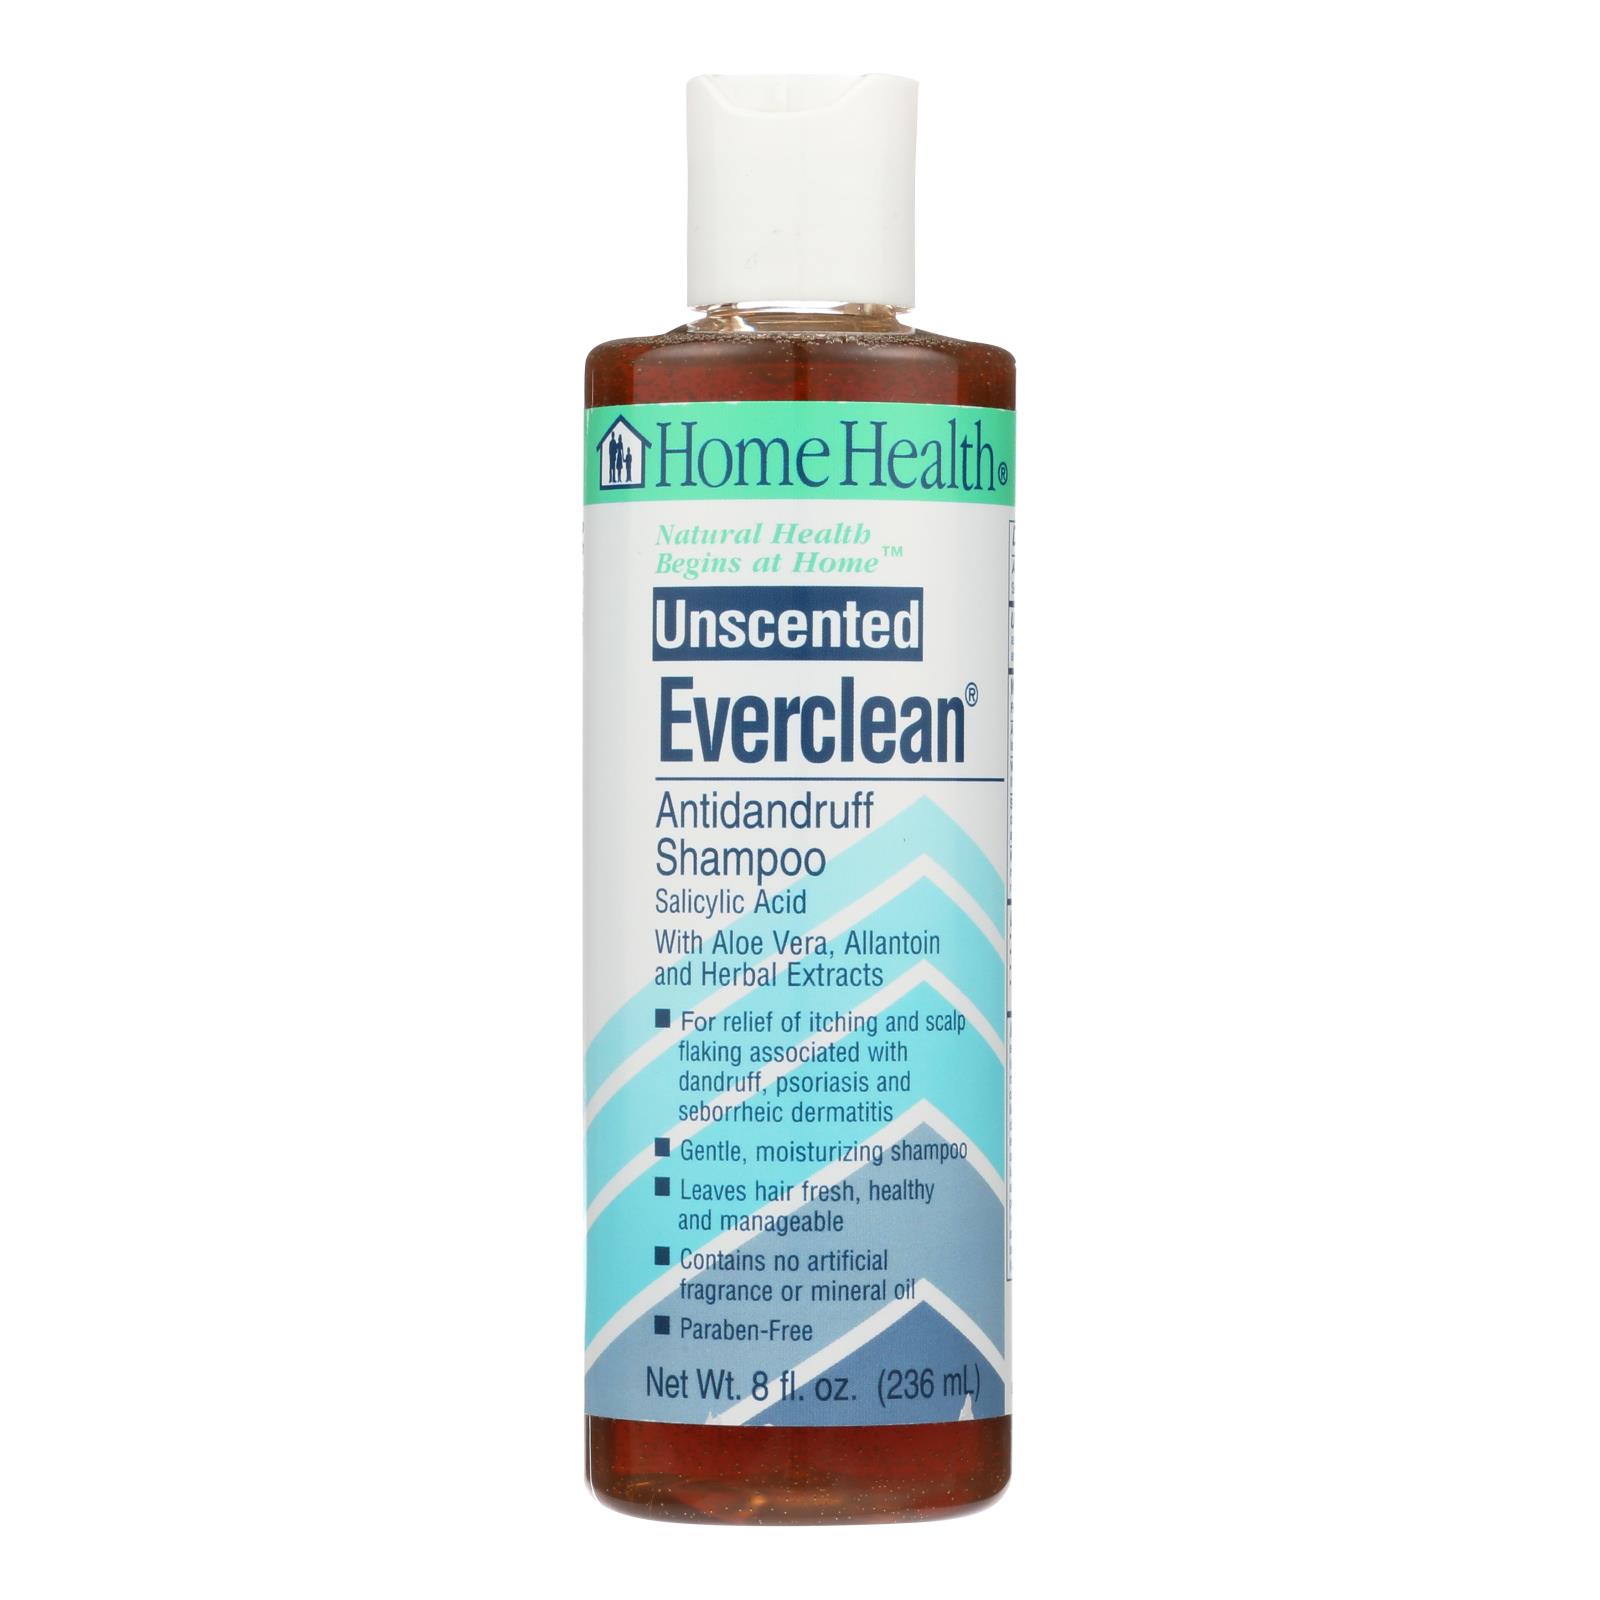 Home Health®
Natural Health
Begins at Home™
Unscented
Everclean®
Antidandruff
Shampoo
Salicylic Acid
With Aloe Vera, Allantoin
and Herbal Extracts
■ For relief of itching and scalp
flaking associated with
dandruff, psoriasis and
seborrheic dermatitis
■ Gentle, moisturizing shampoo
■ Leaves hair fresh, healthy
and manageable
■ Contains no artificial
fragrance or mineral oil
■ Paraben-Free
Net Wt. 8 fl. oz. (236 mL)